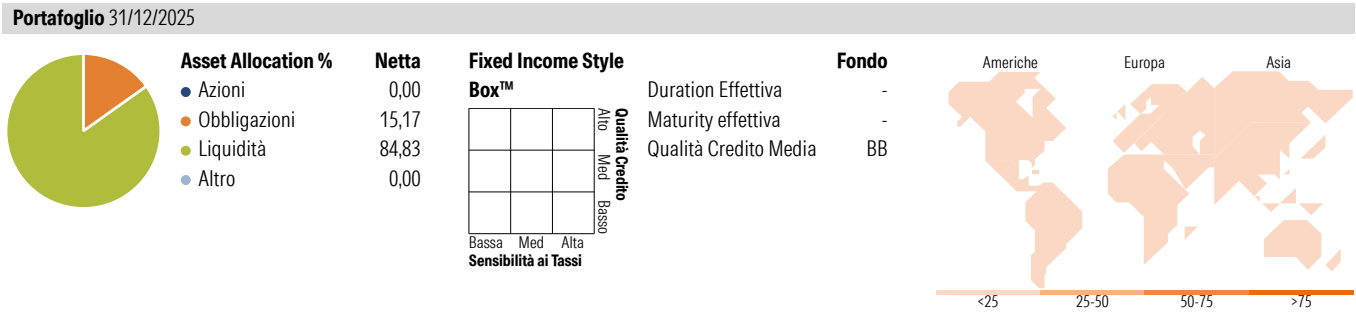 Portafoglio 31/12/2025
Asset Allocation % Netta
Azioni 0,00
Obbligazioni 15,17
Liquidità 84,83
Altro 0,00
Fixed Income Style
Box™
Alto Med Basso
Qualità Credito
Bassa Med Alta
Sensibilità ai Tassi
Fondo
Duration Effettiva -
Maturity effettiva -
Qualità Credito Media BB
Americhe Europa Asia
<25 25-50 50-75 >75